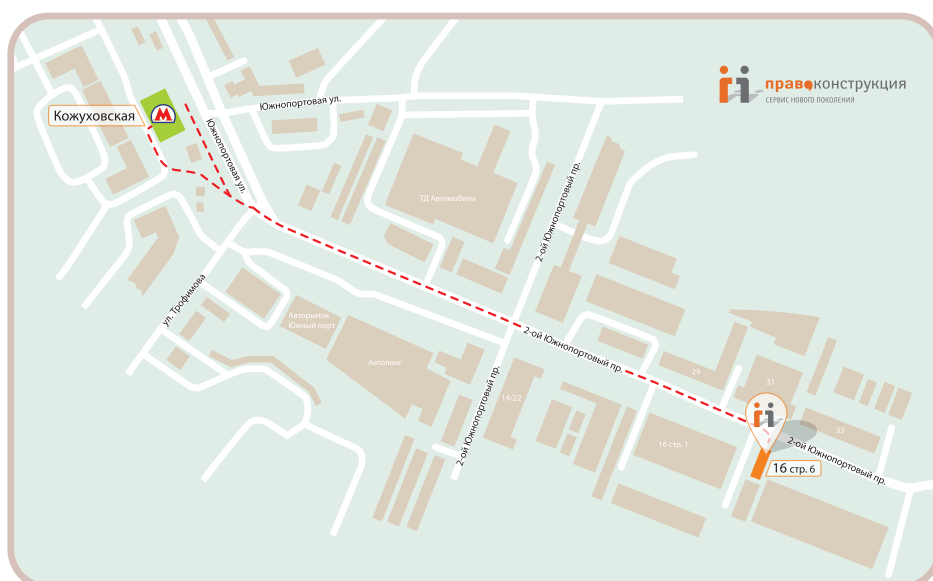 правоконструкция
СЕРВИС НОВОГО ПОКОЛЕНИЯ
Кожуховская
М
Южнопортовая ул.
Южнопортовая ул.
ТД Автомобили
2-ой Южнопортовый пр.
ул. Трофимова
Авторынок
Южный порт
Автолонг
2-ой Южнопортовый пр.
29
31
14/22
33
16 стр. 1
2-ой Южнопортовый пр.
2-ой Южнопортовый пр.
16 стр. 6